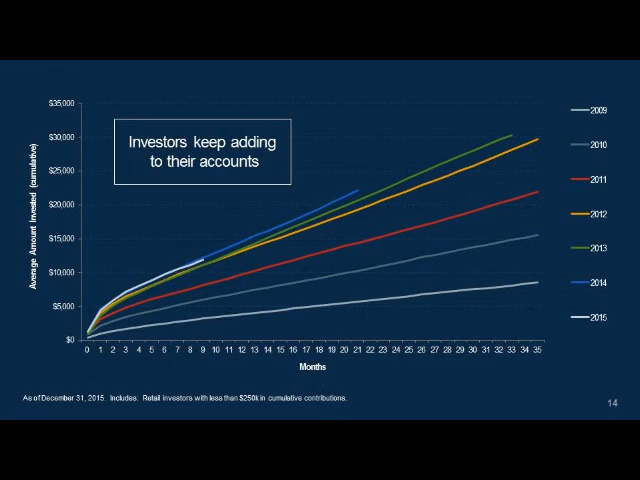 $35,000
$30,000
$25,000
$20,000
$15,000
$10,000
$5,000
$0
Average Amount Invested (cumulative)
Investors keep adding
to their accounts
0 1 2 3 4 5 6 7 8 9 10 11 12 13 14 15 16 17 18 19 20 21 22 23 24 25 26 27 28 29 30 31 32 33 34 35
Months
2009
2010
2011
2012
2013
2014
2015
As of December 31, 2015. Includes: Retail investors with less than $250k in cumulative contributions.
14